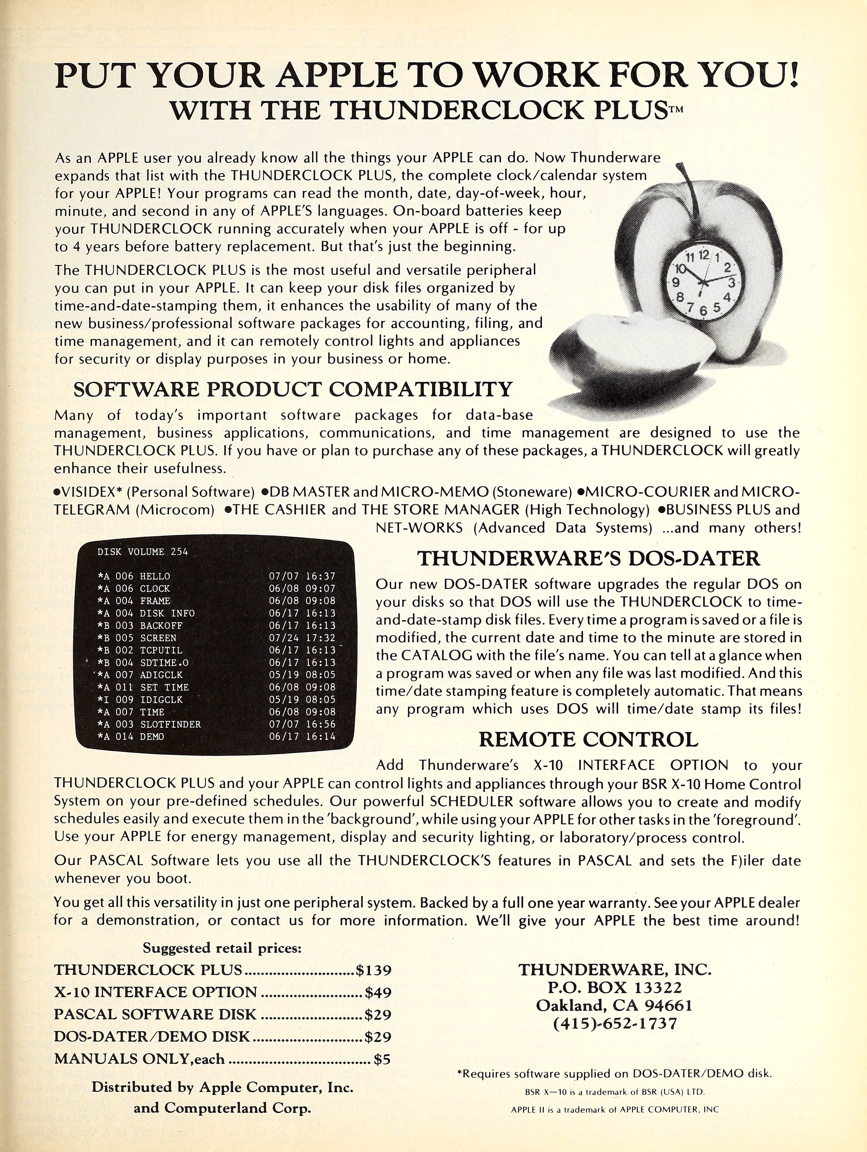 PUT YOUR APPLE TO WORK FOR YOU!
WITH THE THUNDERCLOCK PLUS™
As an APPLE user you already know all the things your APPLE can do. Now Thunderware
expands that list with the THUNDERCLOCK PLUS, the complete clock/calendar system
for your APPLE! Your programs can read the month, date, day-of-week, hour,
minute, and second in any of APPLE'S languages. On-board batteries keep
your THUNDERCLOCK running accurately when your APPLE is off - for up
to 4 years before battery replacement. But that's just the beginning.
The THUNDERCLOCK PLUS is the most useful and versatile peripheral
you can put in your APPLE. It can keep your disk files organized by
time-and-date-stamping them, it enhances the usability of many of the
new business/professional software packages for accounting, filing, and
time management, and it can remotely control lights and appliances
for security or display purposes in your business or home.
11 12 1
10 2
9 3
8 4
7 6 5
SOFTWARE PRODUCT COMPATIBILITY
Many of today's important software packages for data-base
management, business applications, communications, and time management are designed to use the
THUNDERCLOCK PLUS. If you have or plan to purchase any of these packages, a THUNDERCLOCK will greatly
enhance their usefulness.
●VISIDEX* (Personal Software) ●DB MASTER and MICRO-MEMO (Stoneware) ●MICRO-COURIER and MICRO-
TELEGRAM (Microcom) ●THE CASHIER and THE STORE MANAGER (High Technology) ●BUSINESS PLUS and
NET-WORKS (Advanced Data Systems) ...and many others!
DISK VOLUME 254
*A 006 HELLO 07/07 16:37
*A 006 CLOCK 06/08 09:07
*A 004 FRAME 06/08 09:08
*A 004 DISK INFO 06/17 16:13
*B 003 BACKOFF 06/17 16:13
*B 005 SCREEN 07/24 17:32
*B 002 TCPUTIL 06/17 16:13
*B 004 SDTIME.O 06/17 16:13
*A 007 ADIGCLK 05/19 08:05
*A 011 SET TIME 06/08 09:08
*I 009 IDIGCLK 05/19 08:05
*A 007 TIME 06/08 09:08
*A 003 SLOTFINDER 07/07 16:56
*A 014 DEMO 06/17 16:14
THUNDERWARE'S DOS-DATER
Our new DOS-DATER software upgrades the regular DOS on
your disks so that DOS will use the THUNDERCLOCK to time-
and-date-stamp disk files. Every time a program is saved or a file is
modified, the current date and time to the minute are stored in
the CATALOG with the file's name. You can tell at a glance when
a program was saved or when any file was last modified. And this
time/date stamping feature is completely automatic. That means
any program which uses DOS will time/date stamp its files!
REMOTE CONTROL
Add Thunderware's X-10 INTERFACE OPTION to your
THUNDERCLOCK PLUS and your APPLE can control lights and appliances through your BSR X-10 Home Control
System on your pre-defined schedules. Our powerful SCHEDULER software allows you to create and modify
schedules easily and execute them in the 'background', while using your APPLE for other tasks in the 'foreground'.
Use your APPLE for energy management, display and security lighting, or laboratory/process control.
Our PASCAL Software lets you use all the THUNDERCLOCK'S features in PASCAL and sets the F)iler date
whenever you boot.
You get all this versatility in just one peripheral system. Backed by a full one year warranty. See your APPLE dealer
for a demonstration, or contact us for more information. We'll give your APPLE the best time around!
Suggested retail prices:
THUNDERCLOCK PLUS...........................$139
X-10 INTERFACE OPTION .........................$49
PASCAL SOFTWARE DISK .........................$29
DOS-DATER/DEMO DISK...........................$29
MANUALS ONLY,each ................................... $5
Distributed by Apple Computer, Inc.
and Computerland Corp.
THUNDERWARE, INC.
P.O. BOX 13322
Oakland, CA 94661
(415)-652-1737
*Requires software supplied on DOS-DATER/DEMO disk.
BSR X—10 is a trademark of BSR (USA) LTD.
APPLE II is a trademark of APPLE COMPUTER, INC